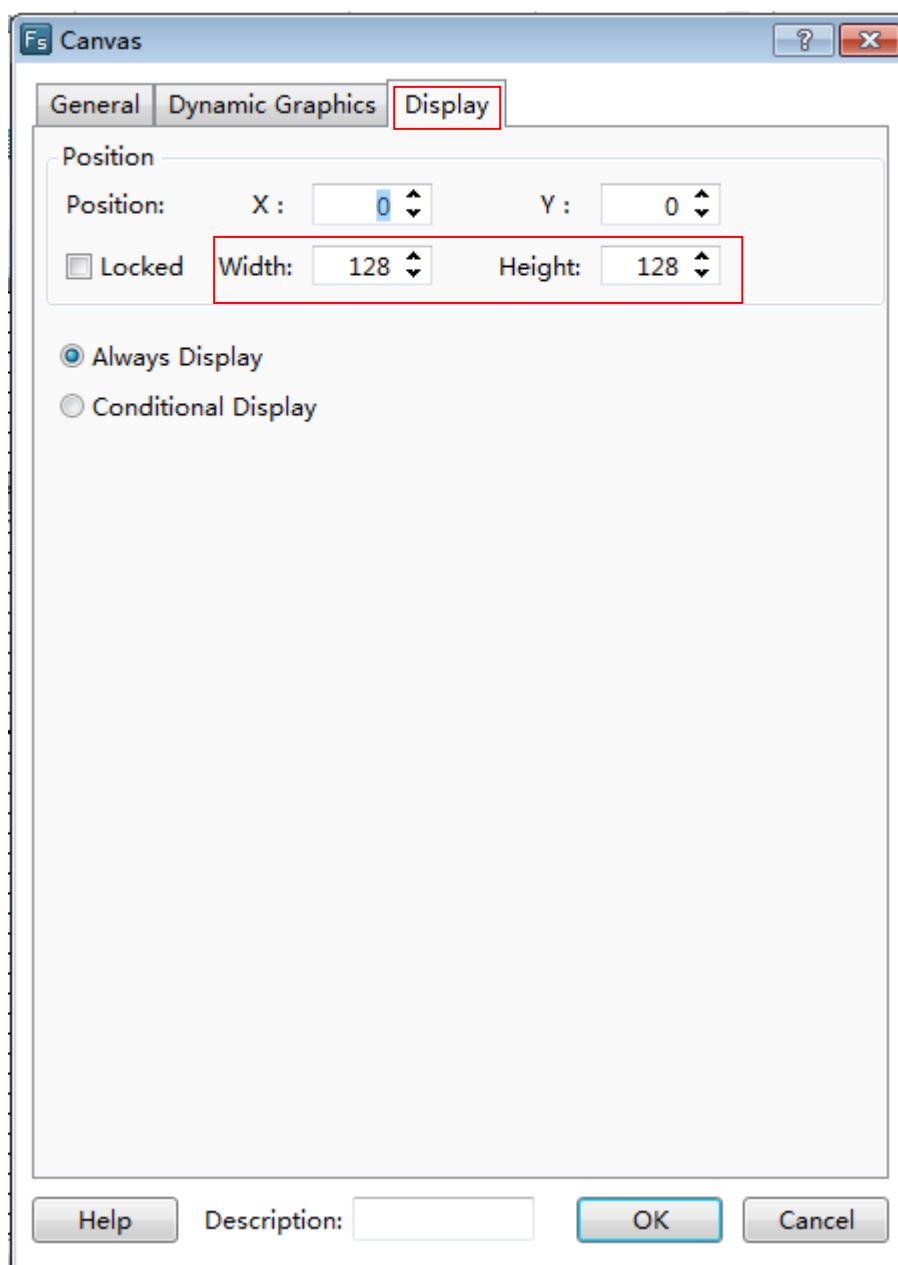 Fs Canvas ?
General Dynamic Graphics Display
Position
Position: X : 0 Y : 0
Locked Width: 128 Height: 128
Always Display
Conditional Display
Help Description: OK Cancel